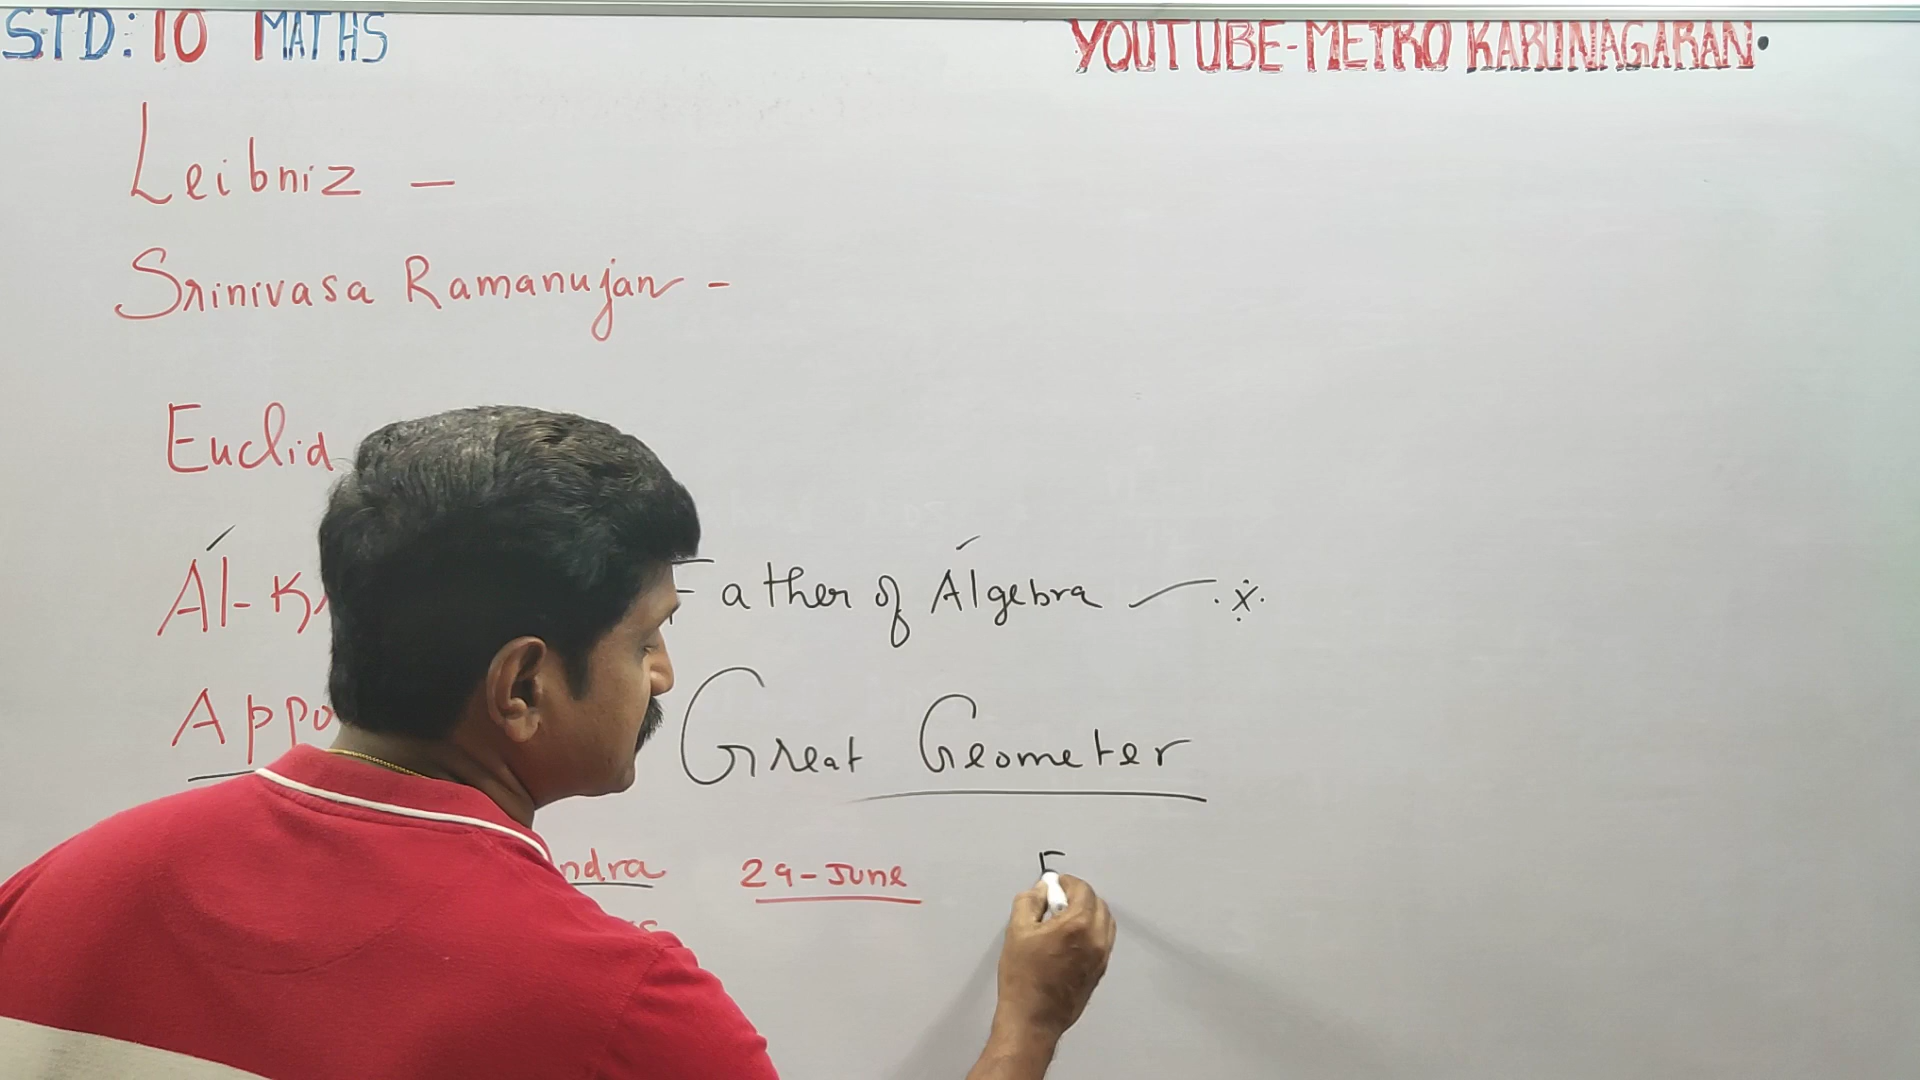 STD: 10 MATHS
YOUTUBE-METRO KARUNAGARAN.
Leibniz -
Srinivasa Ramanujan -
Euclid
Al-K Father of Algebra
Appo Great Geometer
ndra 29-June